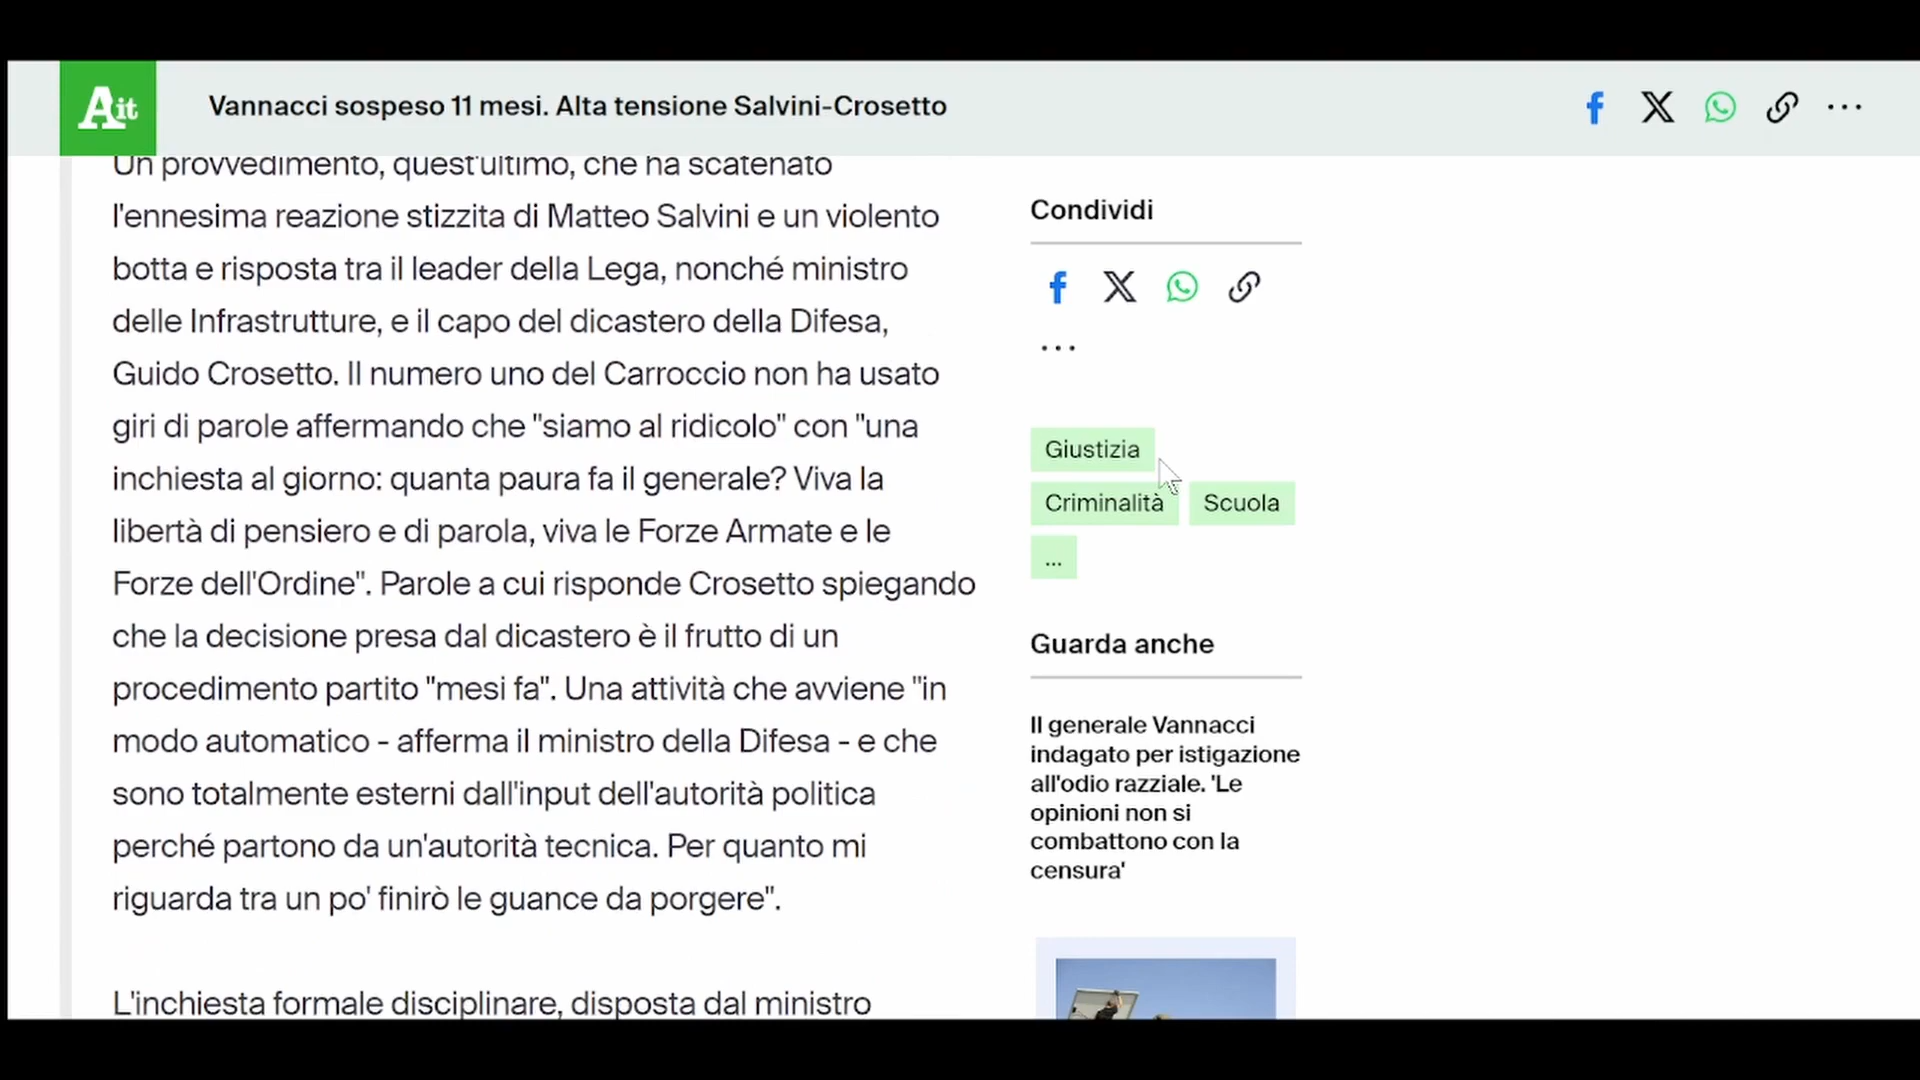 Ait
Vannacci sospeso 11 mesi. Alta tensione Salvini-Crosetto
Un provvedimento, quest'ultimo, che ha scatenato
l'ennesima reazione stizzita di Matteo Salvini e un violento
botta e risposta tra il leader della Lega, nonché ministro
delle Infrastrutture, e il capo del dicastero della Difesa,
Guido Crosetto. Il numero uno del Carroccio non ha usato
giri di parole affermando che "siamo al ridicolo" con "una
inchiesta al giorno: quanta paura fa il generale? Viva la
libertà di pensiero e di parola, viva le Forze Armate e le
Forze dell'Ordine". Parole a cui risponde Crosetto spiegando
che la decisione presa dal dicastero è il frutto di un
procedimento partito "mesi fa". Una attività che avviene "in
modo automatico - afferma il ministro della Difesa - e che
sono totalmente esterni dall'input dell'autorità politica
perché partono da un'autorità tecnica. Per quanto mi
riguarda tra un po' finirò le guance da porgere".
L'inchiesta formale disciplinare, disposta dal ministro
Condividi
...
Giustizia
Criminalità Scuola
...
Guarda anche
Il generale Vannacci
indagato per istigazione
all'odio razziale. 'Le
opinioni non si
combattono con la
censura'